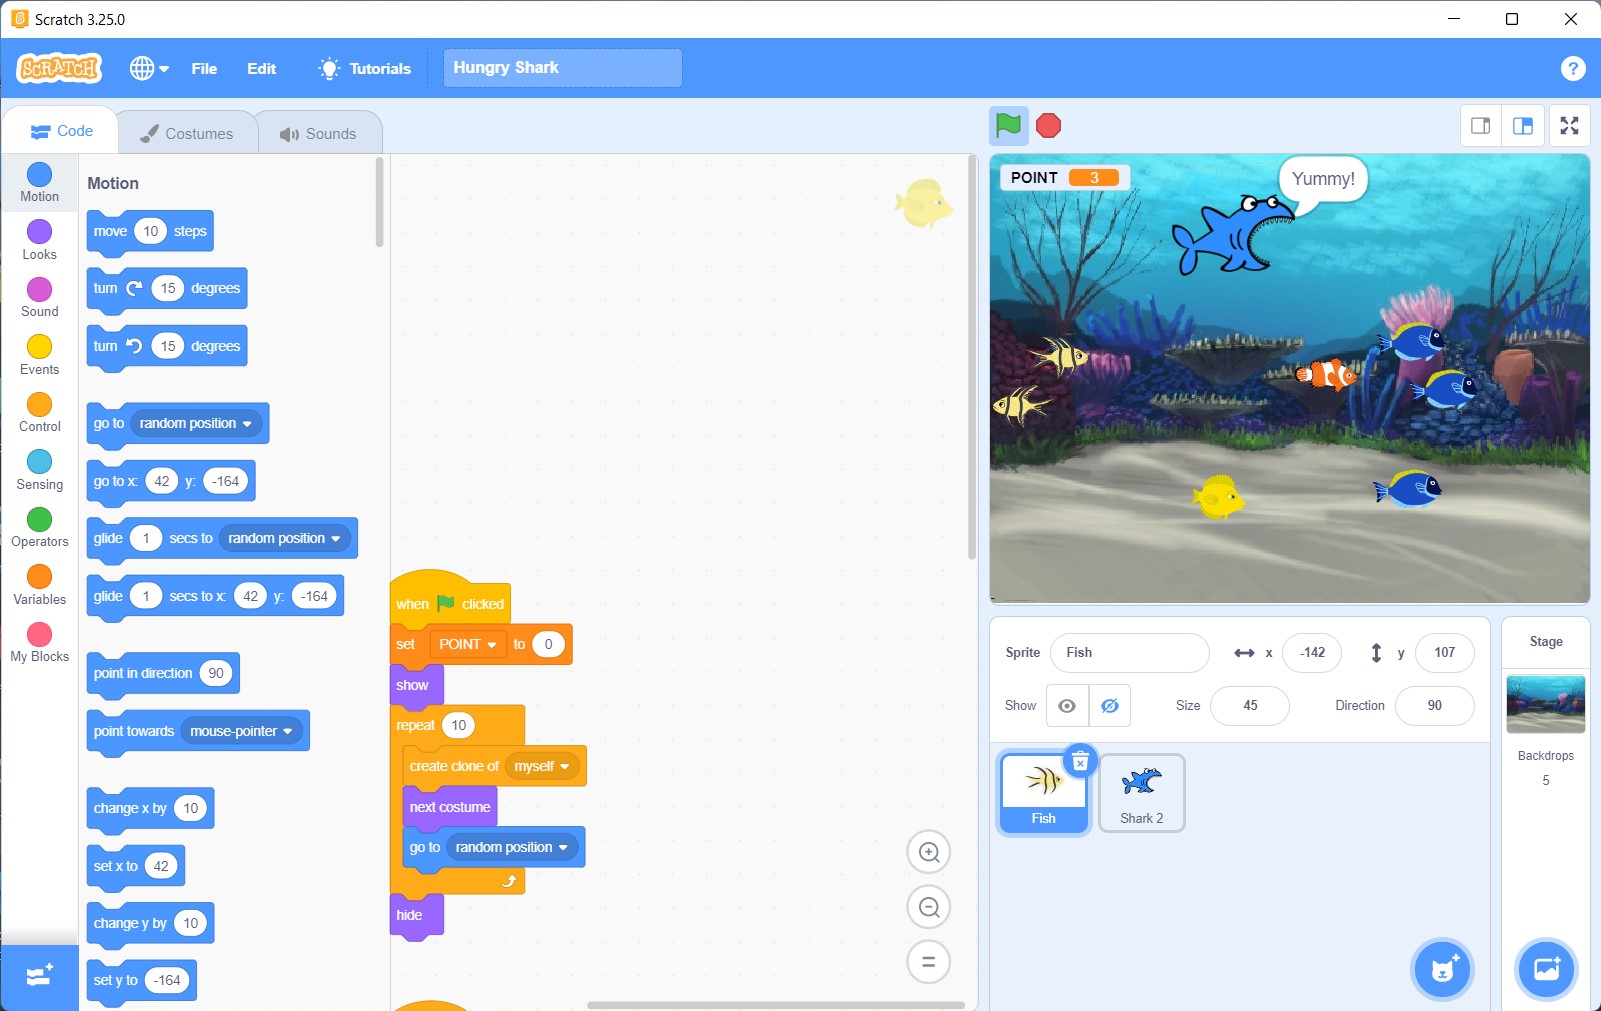 Scratch 3.25.0
SCRATCH
File
Edit
Tutorials
Hungry Shark
?
Code
Costumes
Sounds
Motion
Looks
Sound
Events
Control
Sensing
Operators
Variables
My Blocks
Motion
move 10 steps
turn 15 degrees
turn 15 degrees
go to random position
go to x: 42 y: -164
glide 1 secs to random position
glide 1 secs to x: 42 y: -164
point in direction 90
point towards mouse-pointer
change x by 10
set x to 42
change y by 10
set y to -164
when clicked
set POINT to 0
show
repeat 10
create clone of myself
next costume
go to random position
hide
POINT 3
Yummy!
Sprite Fish x -142 y 107
Show Size 45 Direction 90
Fish
Shark 2
Stage
Backdrops
5